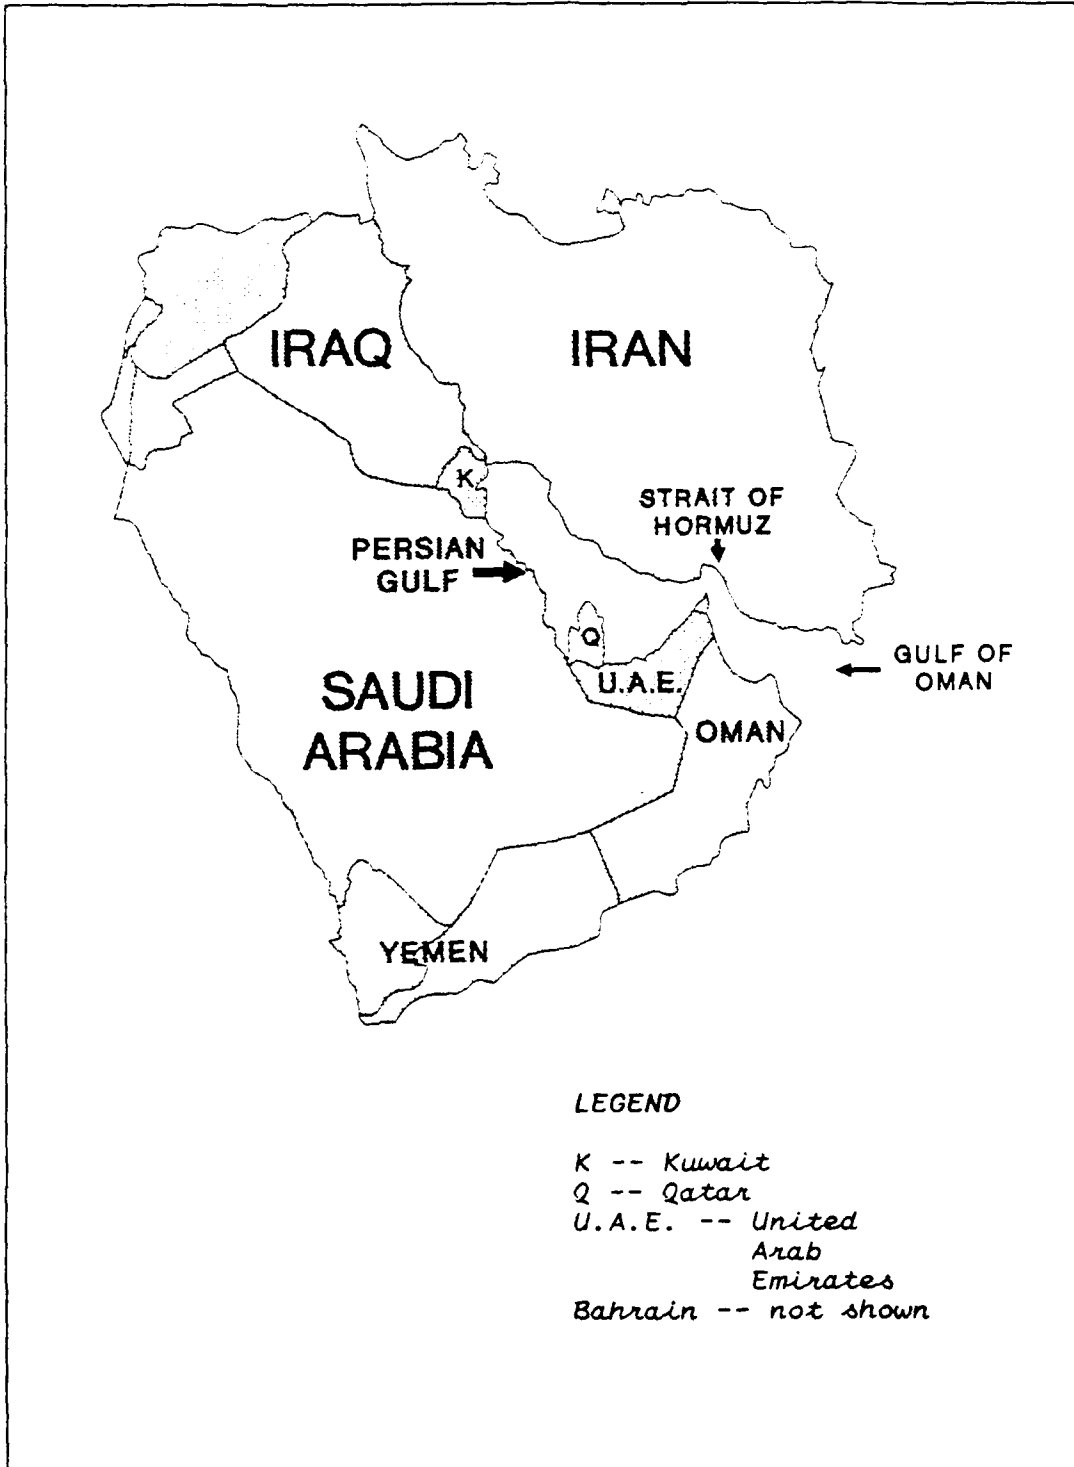 IRAQ
IRAN
K
STRAIT OF
HORMUZ
PERSIAN
GULF
Q
GULF OF
OMAN
U.A.E.
SAUDI
ARABIA
OMAN
YEMEN
LEGEND
K -- Kuwait
Q -- Qatar
U.A.E. -- United
Arab
Emirates
Bahrain -- not shown